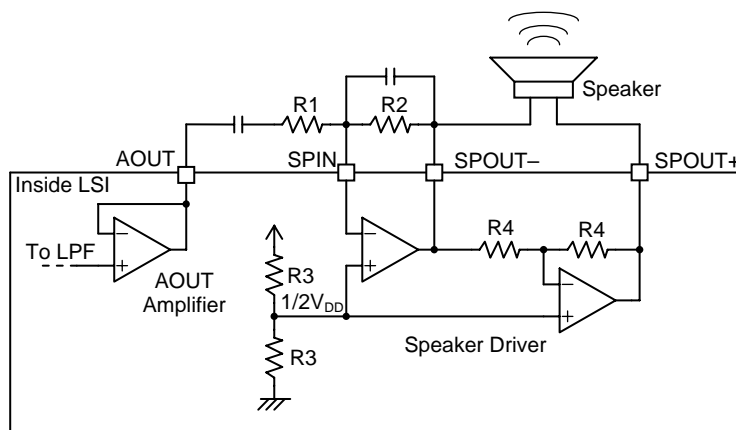 Speaker
R1
R2
AOUT
SPIN
SPOUT–
SPOUT+
Inside LSI
To LPF
AOUT
Amplifier
R3
1/2VDD
R3
R4
R4
Speaker Driver